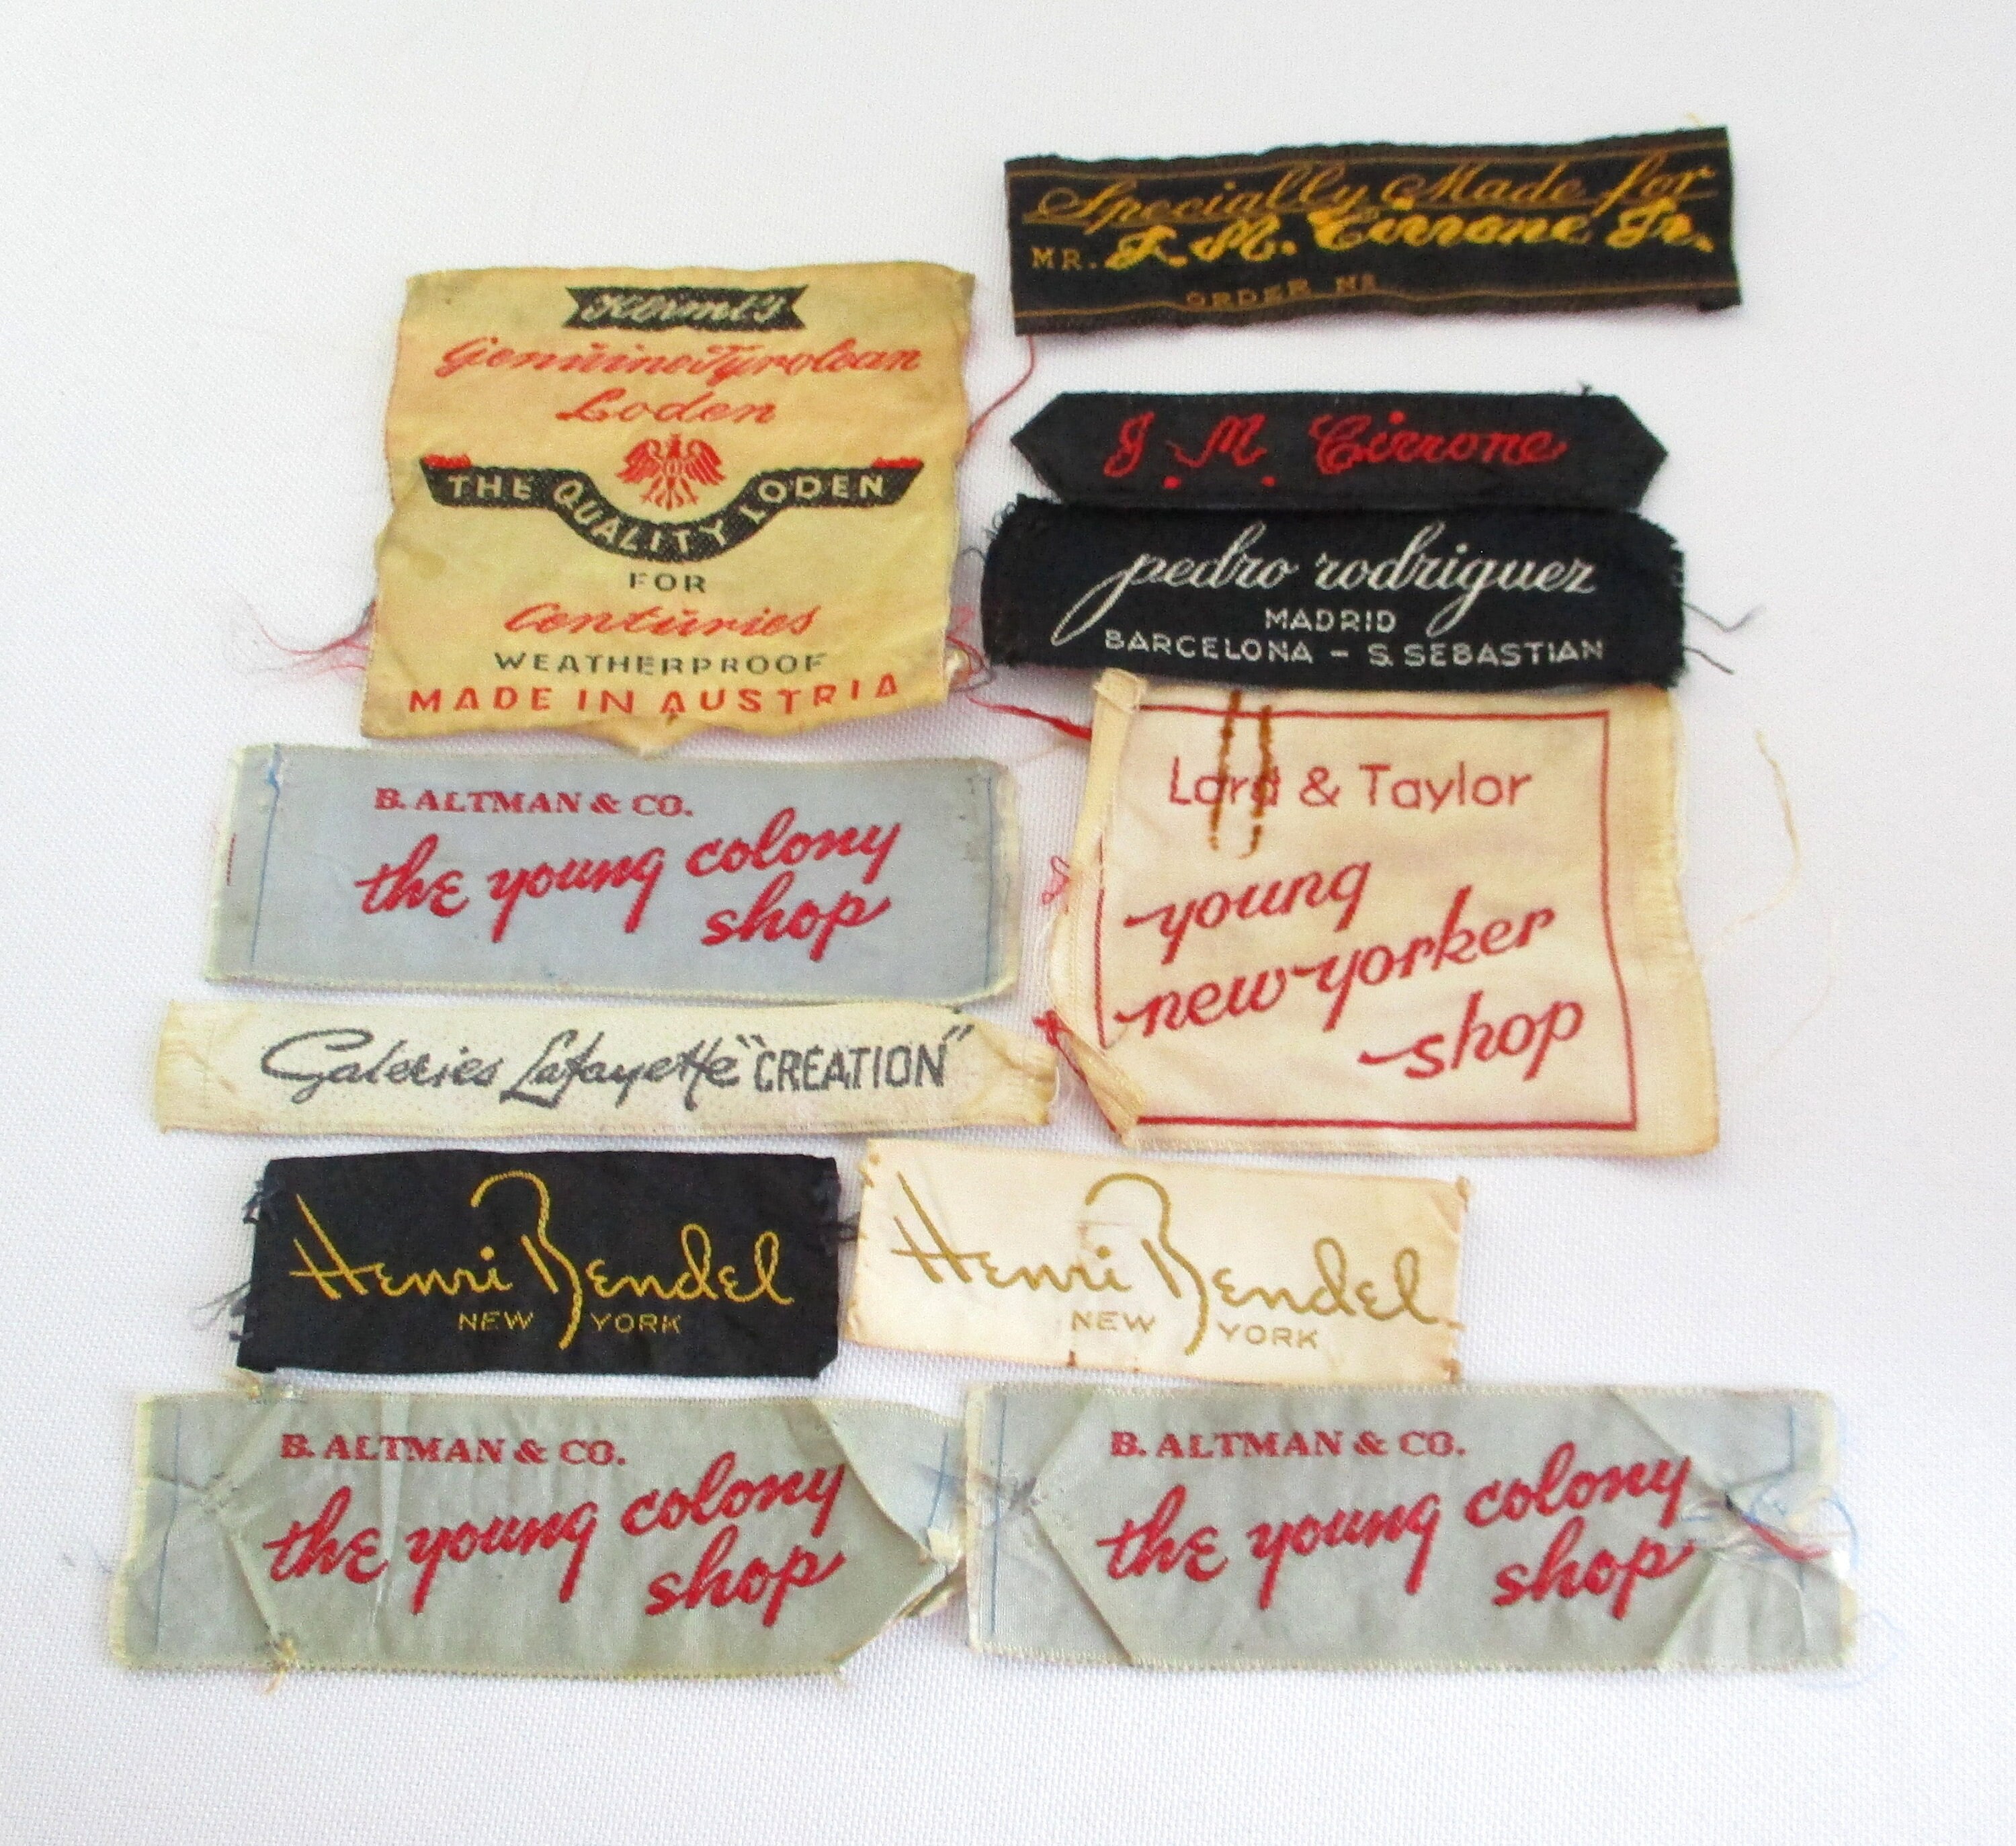 Specially Made for
MR. J. M. Cirrone Jr.
ORDER No
Genuine Tyrolean
Loden
THE QUALITY LODEN
FOR
Centuries
WEATHERPROOF
MADE IN AUSTRIA
J. M. Cirrone
pedro rodriguez
MADRID
BARCELONA - S. SEBASTIAN
B. ALTMAN & CO.
the young colony
shop
Lord & Taylor
young
new yorker
shop
Galeries Lafayette "CREATION"
Henri Bendel
NEW YORK
Henri Bendel
NEW YORK
B. ALTMAN & CO.
the young colony
shop
B. ALTMAN & CO.
the young colony
shop